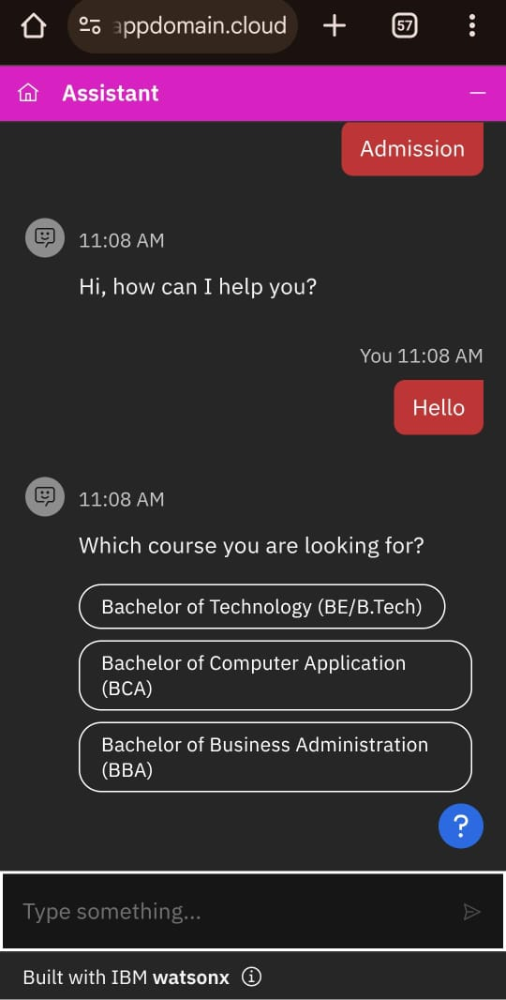 appdomain.cloud
57
Assistant
Admission
11:08 AM
Hi, how can I help you?
You 11:08 AM
Hello
11:08 AM
Which course you are looking for?
Bachelor of Technology (BE/B.Tech)
Bachelor of Computer Application
(BCA)
Bachelor of Business Administration
(BBA)
?
Type something...
Built with IBM watsonx